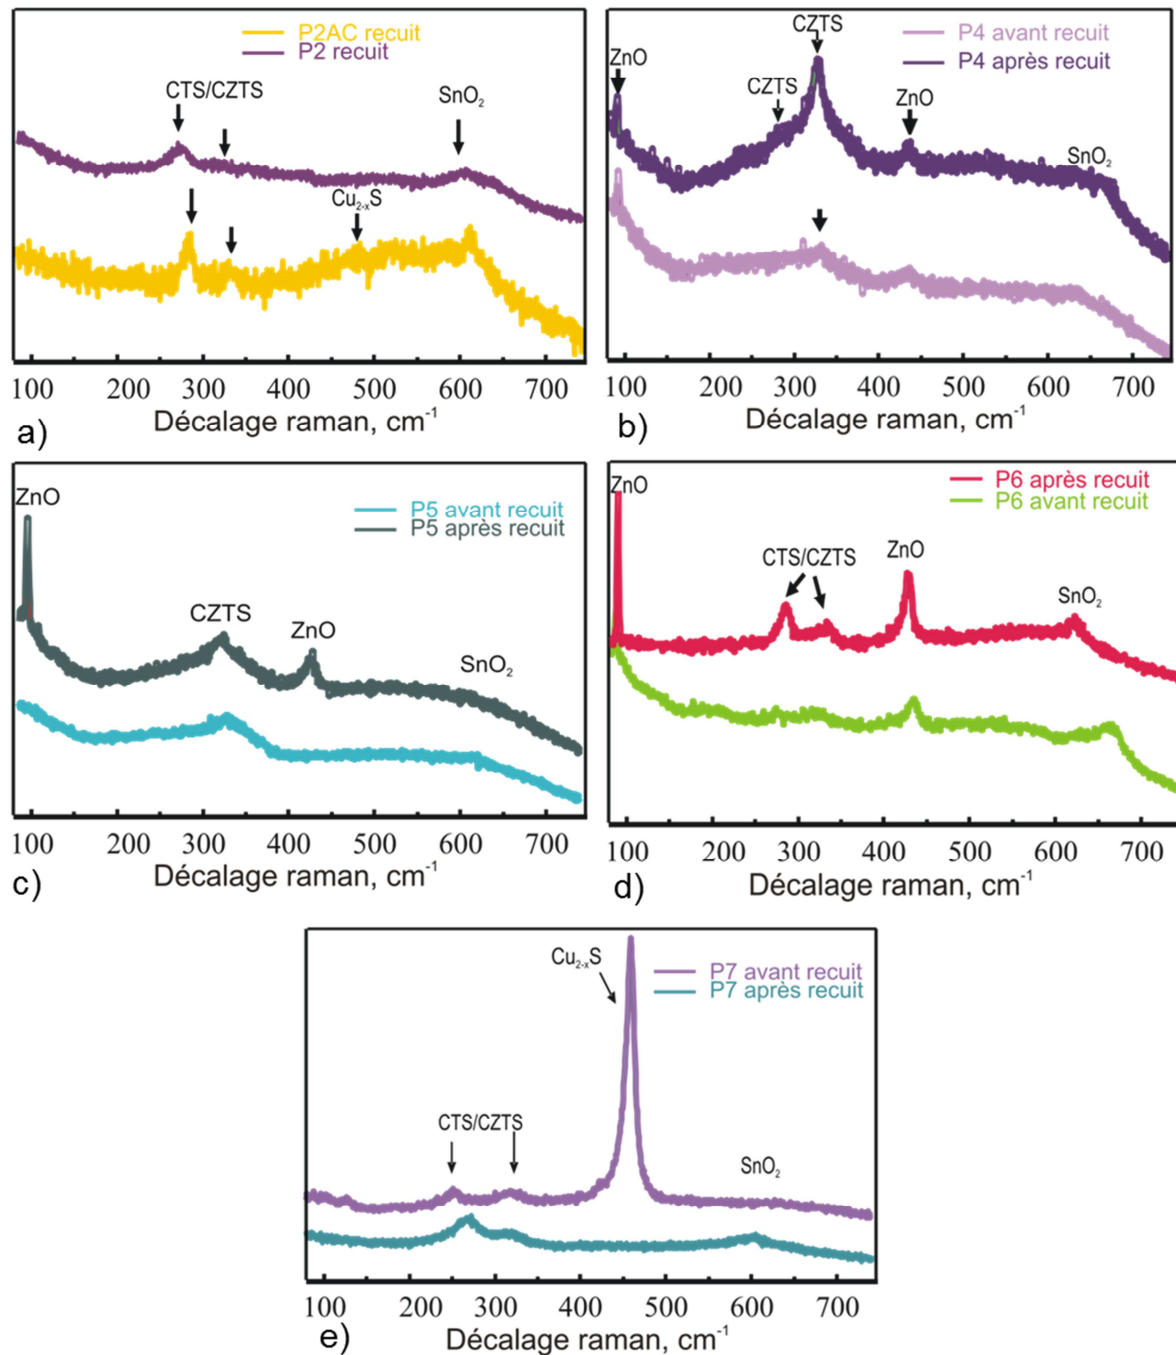 P2AC recuit
P2 recuit
CTS/CZTS
SnO₂
Cu₂₋ₓS
100 200 300 400 500 600 700
Décalage raman, cm⁻¹
a)
CZTS
P4 avant recuit
P4 après recuit
ZnO
CZTS
ZnO
SnO₂
100 200 300 400 500 600 700
Décalage raman, cm⁻¹
b)
ZnO
P5 avant recuit
P5 après recuit
CZTS
ZnO
SnO₂
100 200 300 400 500 600 700
Décalage raman, cm⁻¹
c)
ZnO
P6 après recuit
P6 avant recuit
CTS/CZTS
ZnO
SnO₂
100 200 300 400 500 600 700
Décalage raman, cm⁻¹
d)
Cu₂₋ₓS
P7 avant recuit
P7 après recuit
CTS/CZTS
SnO₂
100 200 300 400 500 600 700
Décalage raman, cm⁻¹
e)